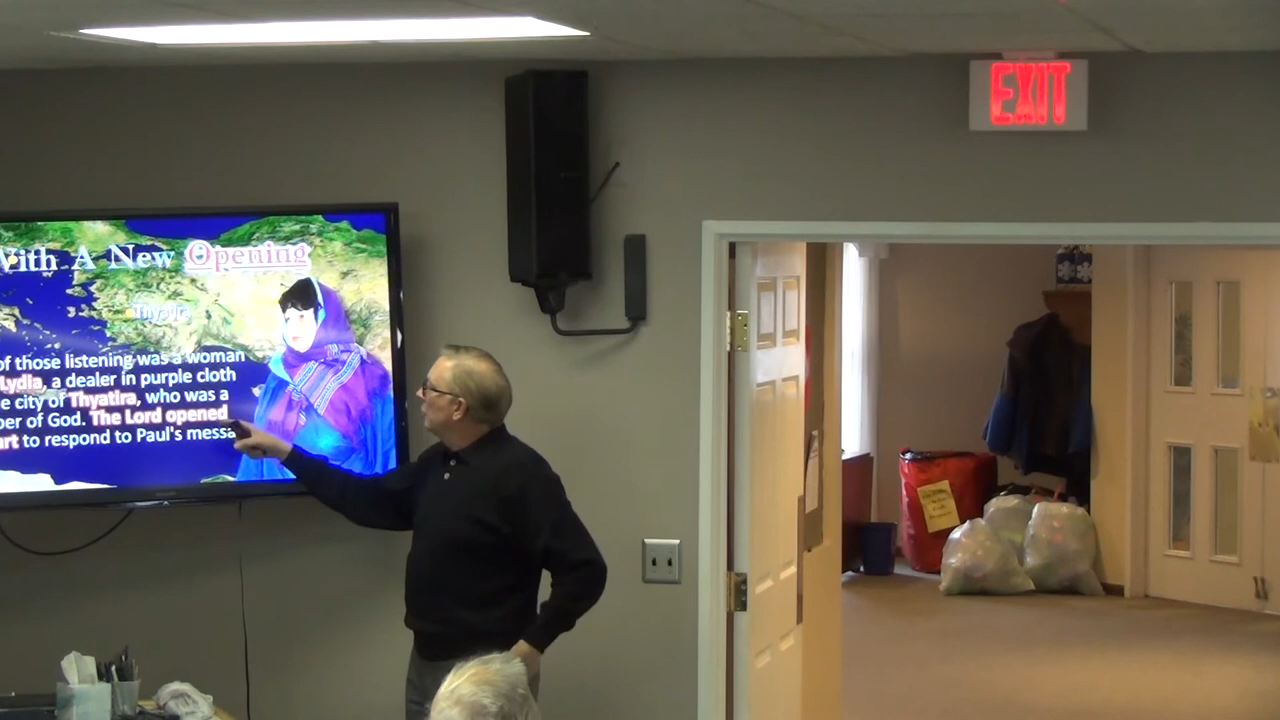 EXIT
With A New Opening
Thyatira
of those listening was a woman
Lydia, a dealer in purple cloth
e city of Thyatira, who was a
per of God. The Lord opened
art to respond to Paul's messa